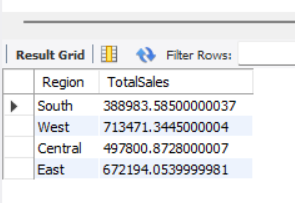 Result Grid Filter Rows:
Region TotalSales
South 388983.58500000037
West 713471.3445000004
Central 497800.8728000007
East 672194.0539999981